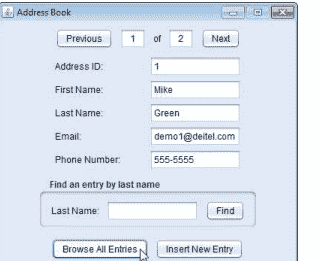 Address Book
Previous 1 of 2 Next
Address ID: 1
First Name: Mike
Last Name: Green
Email: demo1@deitel.com
Phone Number: 555-5555
Find an entry by last name
Last Name: Find
Browse All Entries Insert New Entry